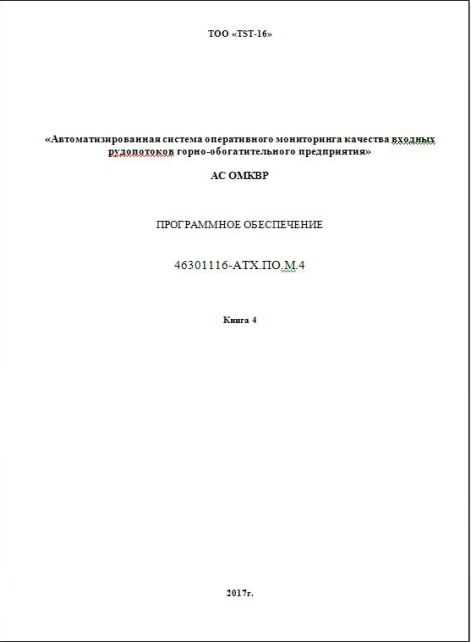 ТОО «TST-16»
«Автоматизированная система оперативного мониторинга качества входных
рудопотоков горно-обогатительного предприятия»
АС ОМКВР
ПРОГРАММНОЕ ОБЕСПЕЧЕНИЕ
46301116-АТХ.ПО.М.4
Книга 4
2017г.